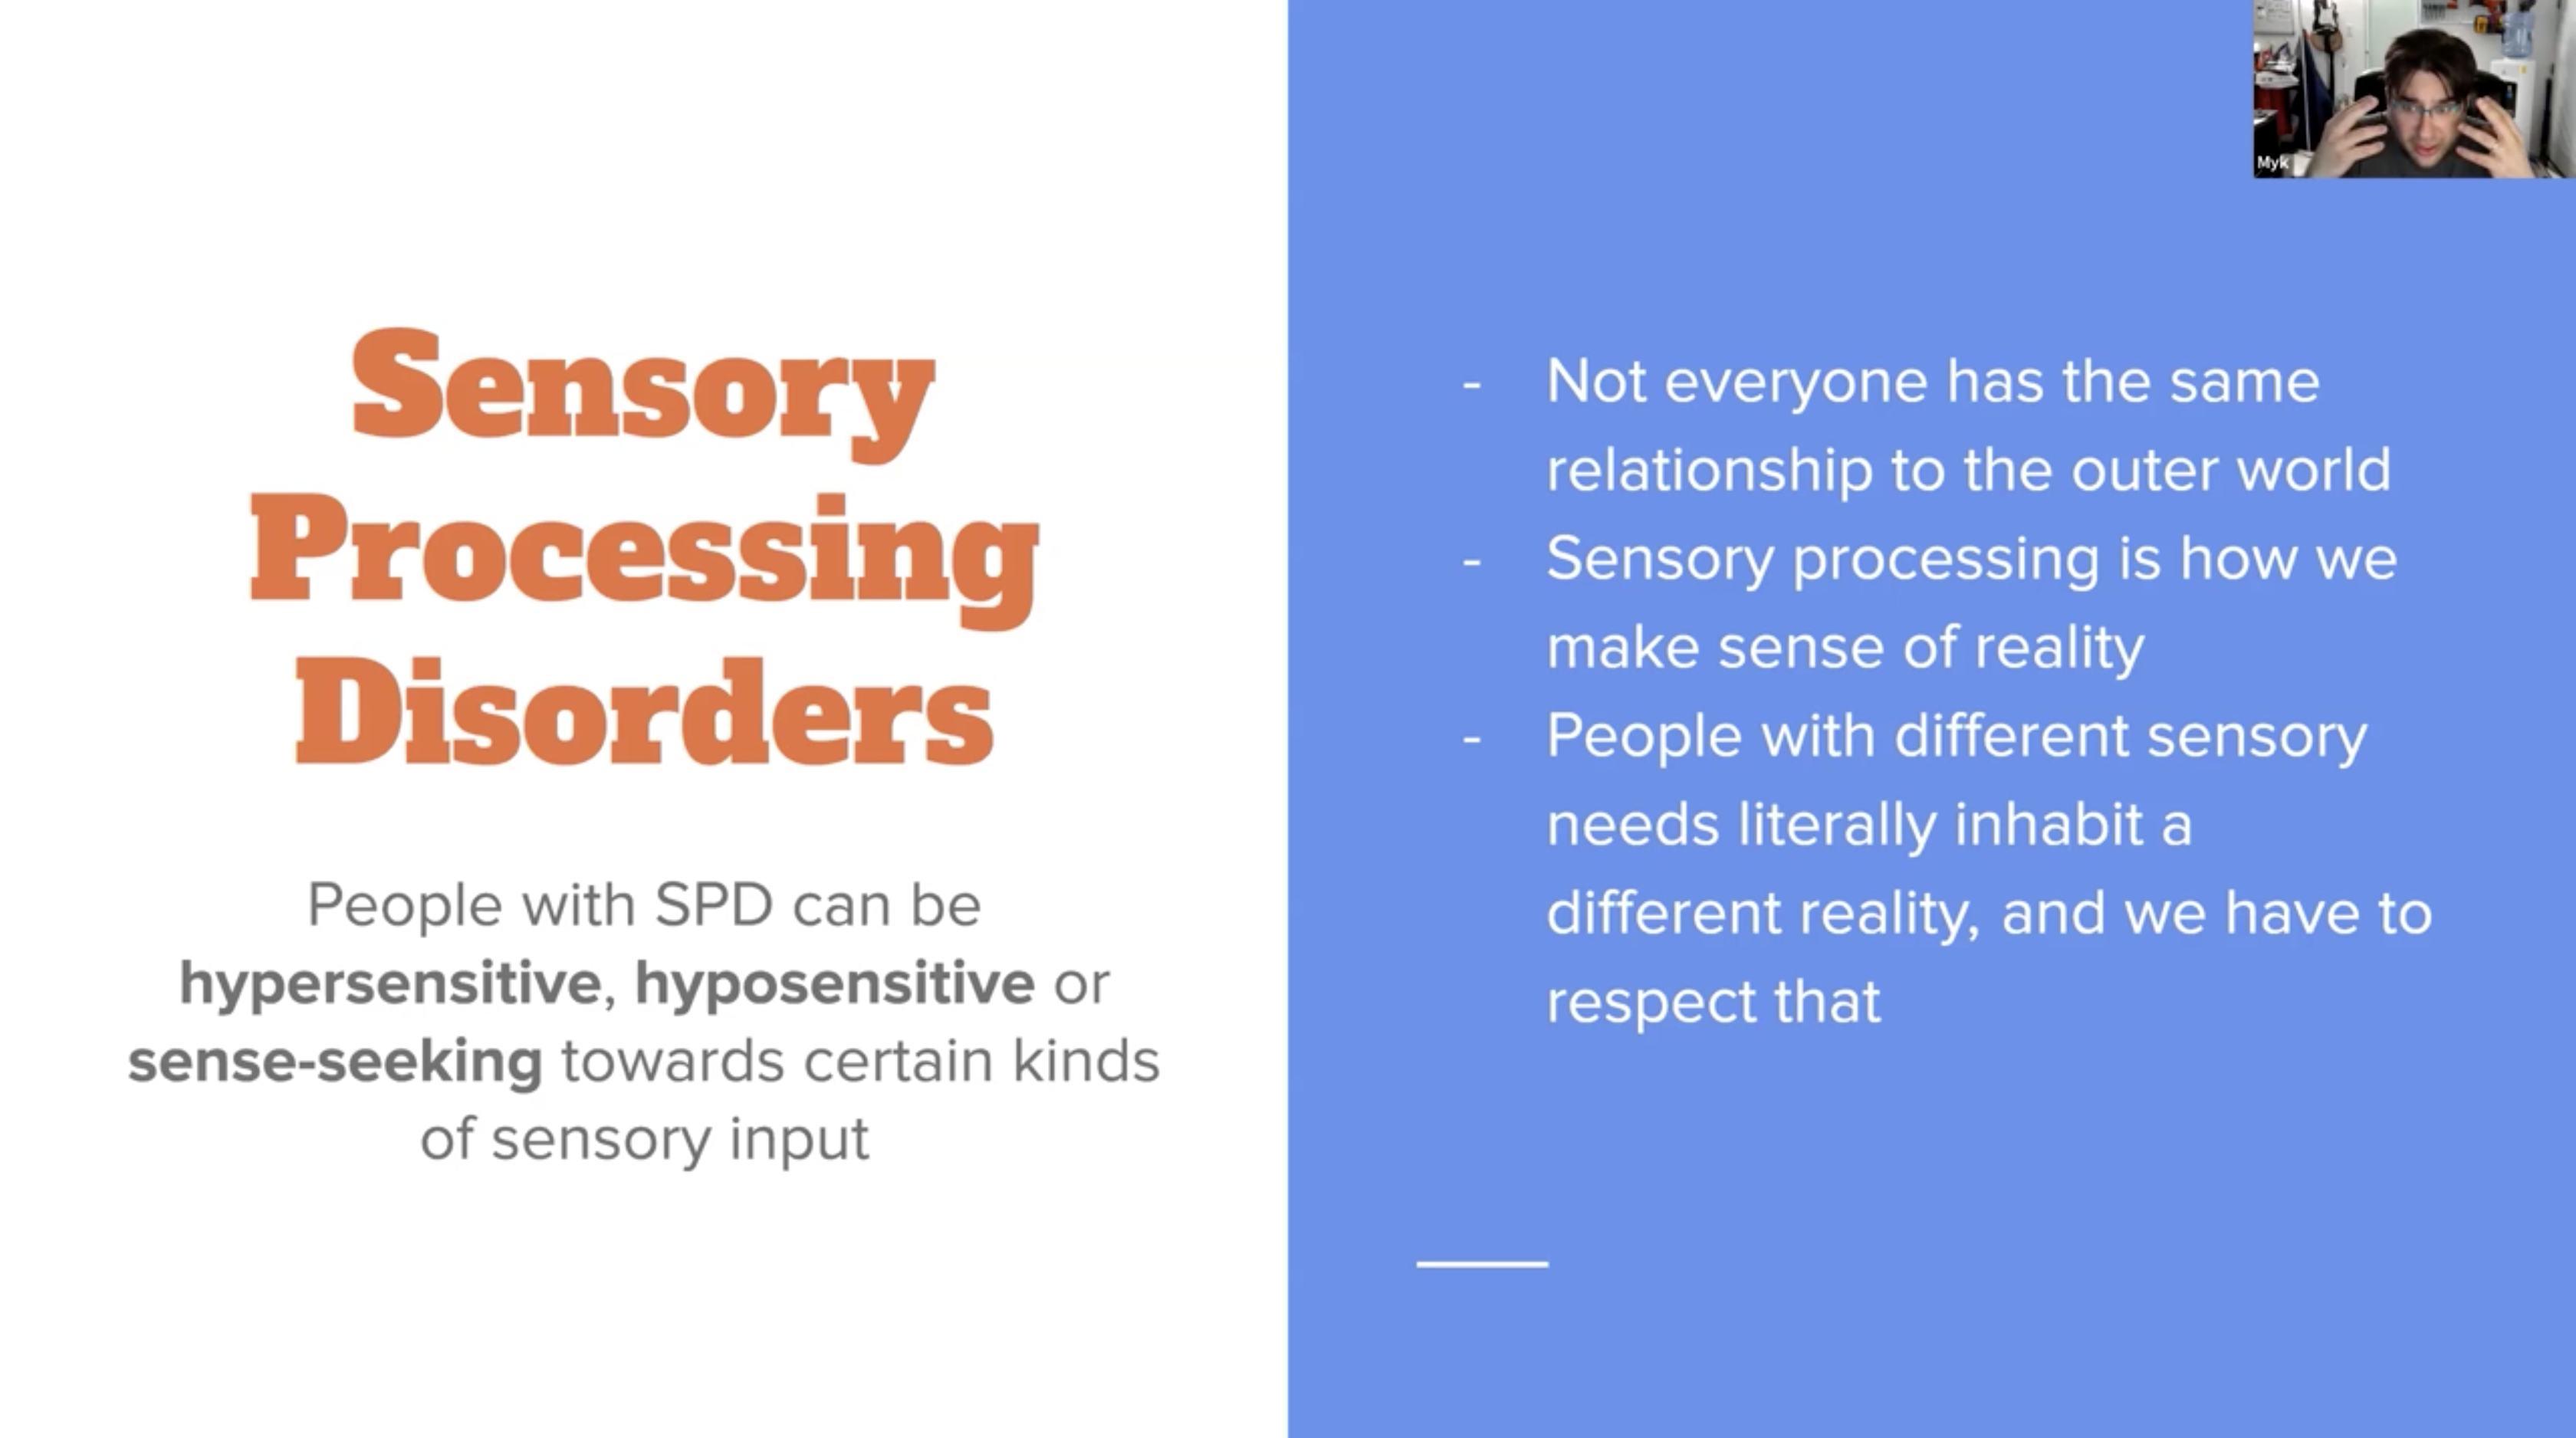 Sensory
Processing
Disorders
People with SPD can be
hypersensitive, hyposensitive or
sense-seeking towards certain kinds
of sensory input
- Not everyone has the same
relationship to the outer world
- Sensory processing is how we
make sense of reality
- People with different sensory
needs literally inhabit a
different reality, and we have to
respect that
Myk